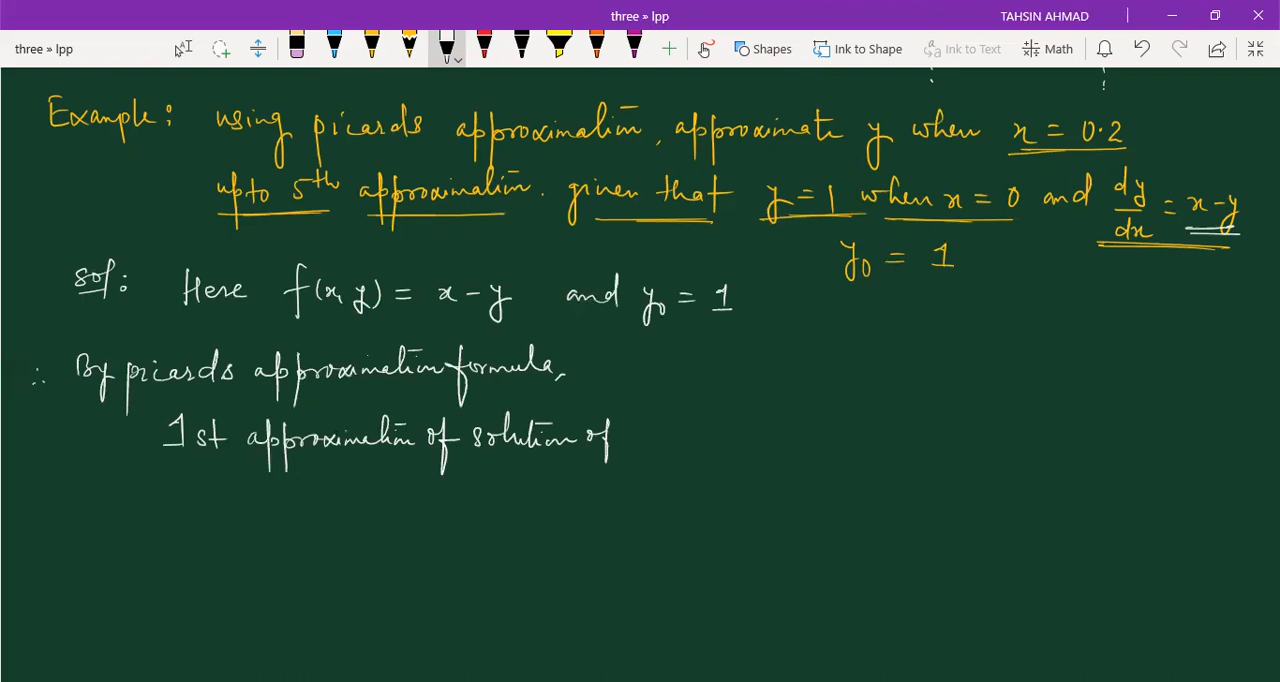 three » lpp
TAHSIN AHMAD
three » lpp
Shapes
Ink to Shape
Ink to Text
Math
Example: using picards approximation, approximate y when x = 0.2
upto 5th approximation. given that y = 1 when x = 0 and dy/dx = x - y
y₀ = 1
sol: Here f(x, y) = x - y and y₀ = 1
∴ By picards approximation formula,
1st approximation of solution of